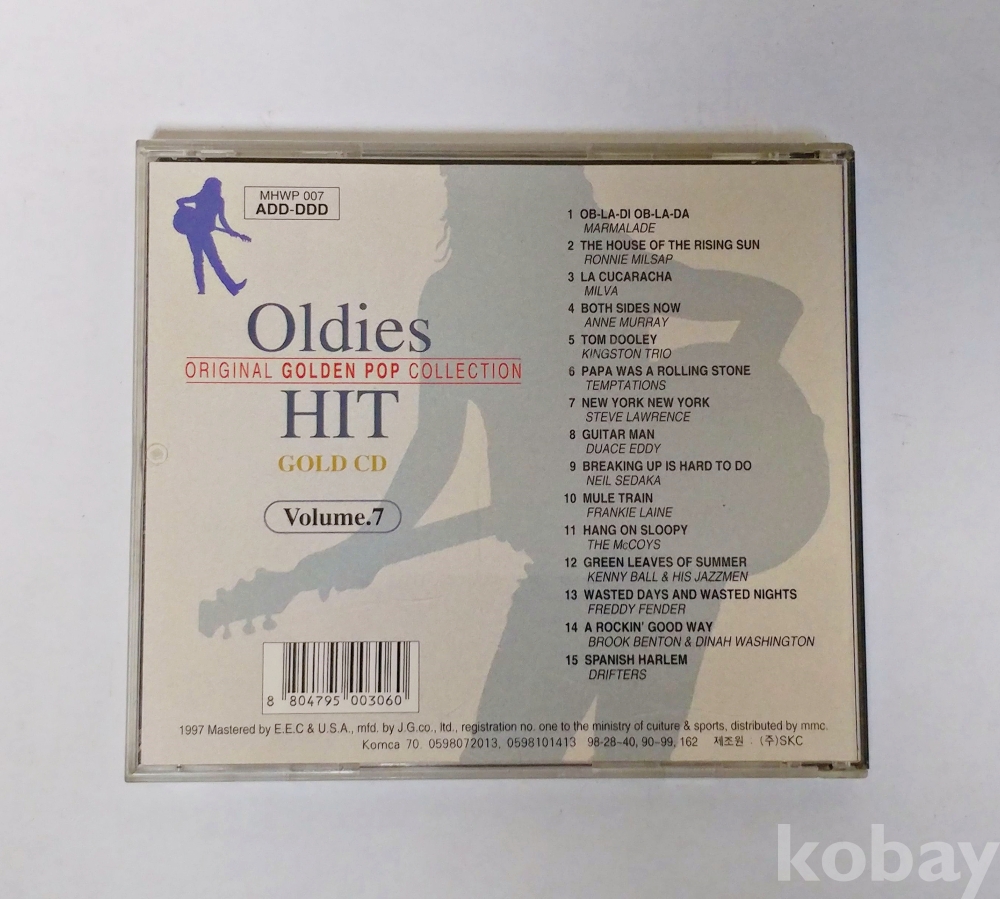 MHWP 007
ADD-DDD
Oldies
ORIGINAL GOLDEN POP COLLECTION
HIT
GOLD CD
Volume.7
1 OB-LA-DI OB-LA-DA
MARMALADE
2 THE HOUSE OF THE RISING SUN
RONNIE MILSAP
3 LA CUCARACHA
MILVA
4 BOTH SIDES NOW
ANNE MURRAY
5 TOM DOOLEY
KINGSTON TRIO
6 PAPA WAS A ROLLING STONE
TEMPTATIONS
7 NEW YORK NEW YORK
STEVE LAWRENCE
8 GUITAR MAN
DUACE EDDY
9 BREAKING UP IS HARD TO DO
NEIL SEDAKA
10 MULE TRAIN
FRANKIE LAINE
11 HANG ON SLOOPY
THE McCOYS
12 GREEN LEAVES OF SUMMER
KENNY BALL & HIS JAZZMEN
13 WASTED DAYS AND WASTED NIGHTS
FREDDY FENDER
14 A ROCKIN' GOOD WAY
BROOK BENTON & DINAH WASHINGTON
15 SPANISH HARLEM
DRIFTERS
8 804795 003060
1997 Mastered by E.E.C & U.S.A., mfd. by J.G.co., ltd., registration no. one to the ministry of culture & sports, distributed by mmc.
Komca 70. 0598072013, 0598101413 98-28-40, 90-99, 162 제조원 : (주)SKC
kobay